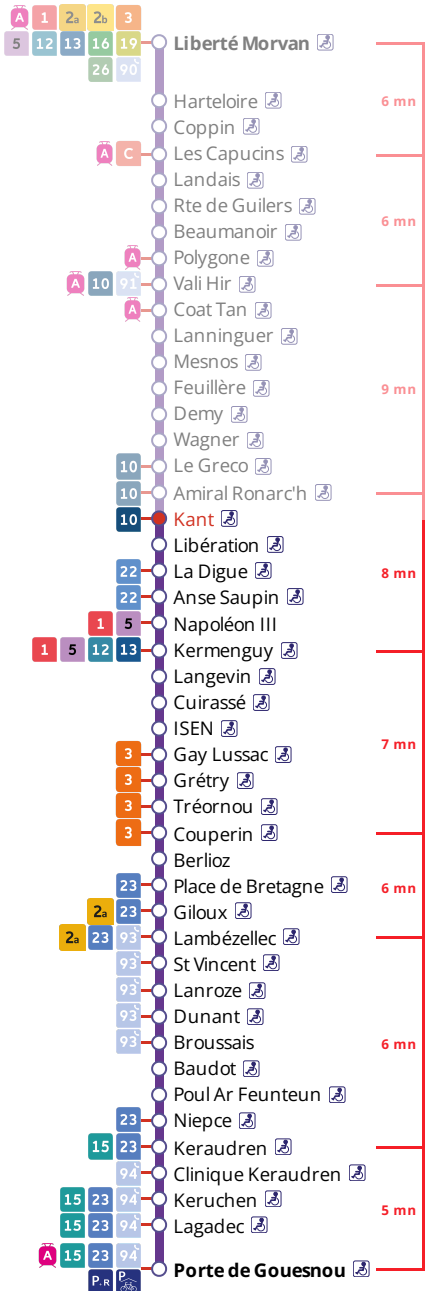 A 1 2a 2b 3
5 12 13 16 19 Liberté Morvan
26 90
Harteloire 6 mn
Coppin
A C Les Capucins
Landais
Rte de Guilers 6 mn
Beaumanoir
A Polygone
A 10 91 Vali Hir
A Coat Tan
Lanninguer
Mesnos
Feuillère 9 mn
Demy
Wagner
10 Le Greco
10 Amiral Ronarc'h
10 Kant
Libération
22 La Digue 8 mn
22 Anse Saupin
1 5 Napoléon III
1 5 12 13 Kermenguy
Langevin
Cuirassé
ISEN
3 Gay Lussac 7 mn
3 Grétry
3 Tréornou
3 Couperin
Berlioz
23 Place de Bretagne 6 mn
2a 23 Giloux
2a 23 93 Lambézellec
93 St Vincent
93 Lanroze
93 Dunant
93 Broussais 6 mn
Baudot
Poul Ar Feunteun
23 Niepce
15 23 Keraudren
94 Clinique Keraudren
15 23 94 Keruchen 5 mn
15 23 94 Lagadec
A 15 23 94
P.R P Porte de Gouesnou